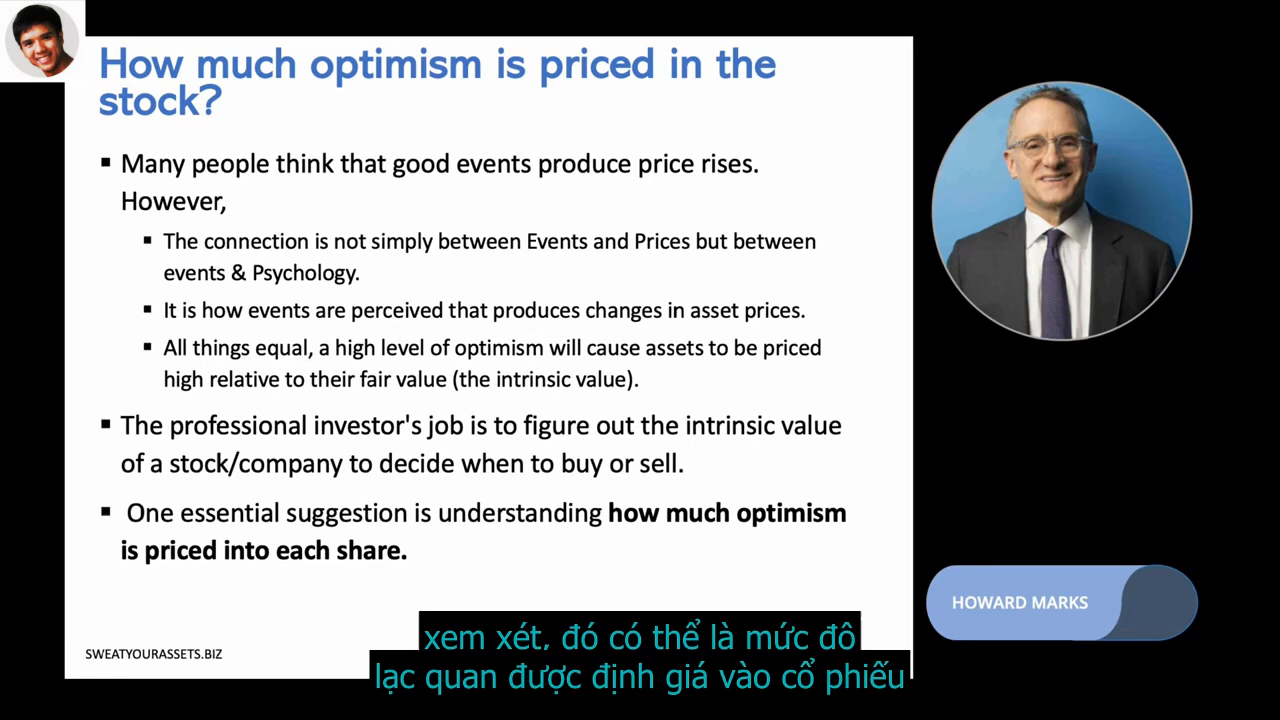 How much optimism is priced in the
stock?
▪ Many people think that good events produce price rises.
However,
▪ The connection is not simply between Events and Prices but between
events & Psychology.
▪ It is how events are perceived that produces changes in asset prices.
▪ All things equal, a high level of optimism will cause assets to be priced
high relative to their fair value (the intrinsic value).
▪ The professional investor's job is to figure out the intrinsic value
of a stock/company to decide when to buy or sell.
▪ One essential suggestion is understanding how much optimism
is priced into each share.
HOWARD MARKS
SWEATYOURASSETS.BIZ
xem xét, đó có thể là mức độ
lạc quan được định giá vào cổ phiếu